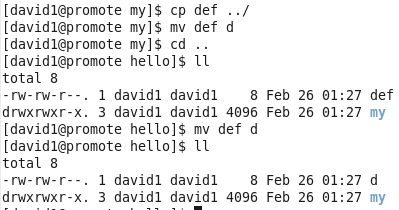 [david1@promote my]$ cp def ../
[david1@promote my]$ mv def d
[david1@promote my]$ cd ..
[david1@promote hello]$ ll
total 8
-rw-rw-r--. 1 david1 david1    8 Feb 26 01:27 def
drwxrwxr-x. 3 david1 david1 4096 Feb 26 01:27 my
[david1@promote hello]$ mv def d
[david1@promote hello]$ ll
total 8
-rw-rw-r--. 1 david1 david1    8 Feb 26 01:27 d
drwxrwxr-x. 3 david1 david1 4096 Feb 26 01:27 my